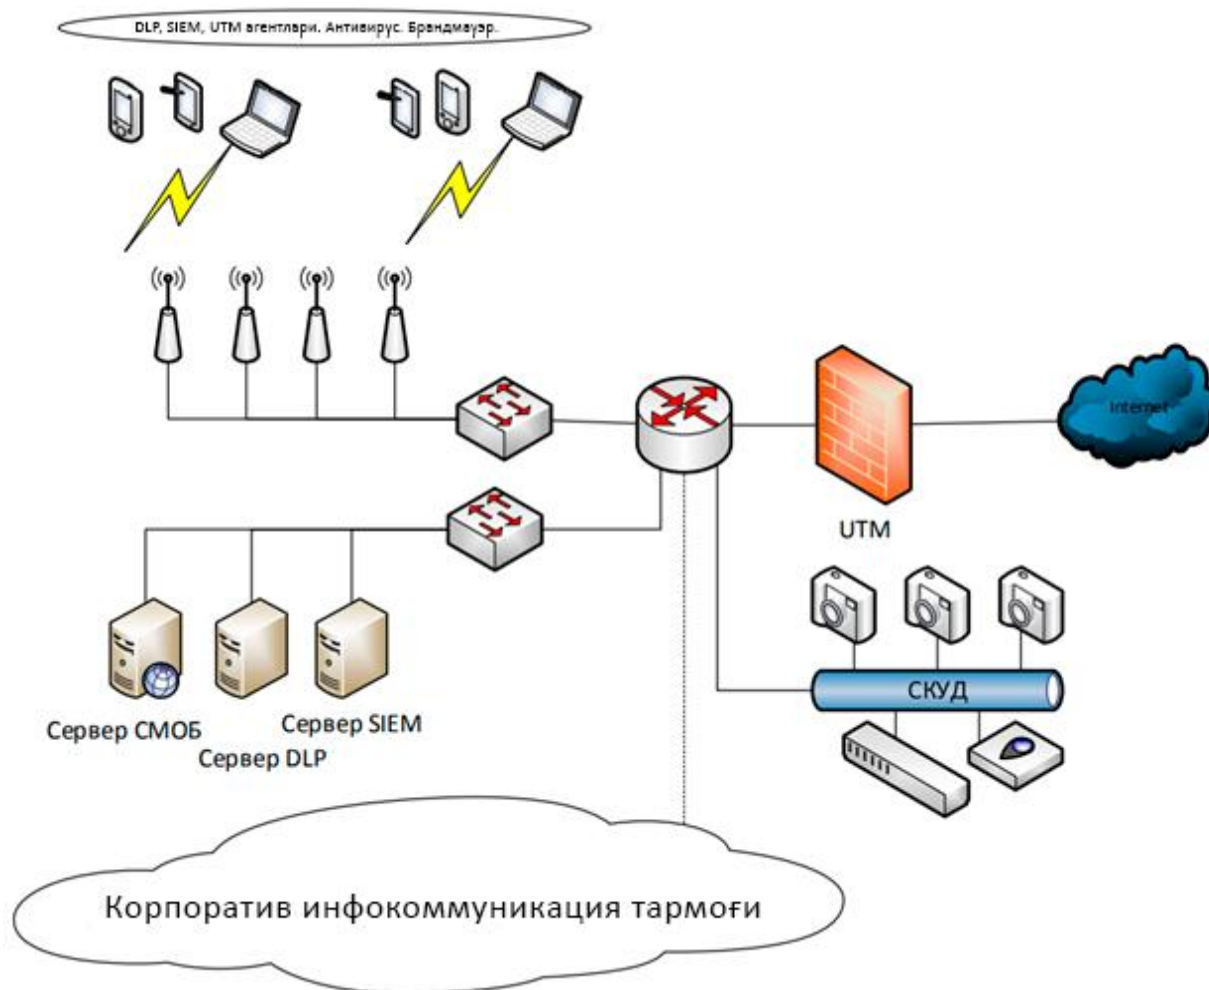 DLP, SIEM, UTM агентлари. Антивирус. Брандмауэр.
Internet
UTM
СКУД
Сервер СМОБ
Сервер DLP
Сервер SIEM
Корпоратив инфокоммуникация тармоғи